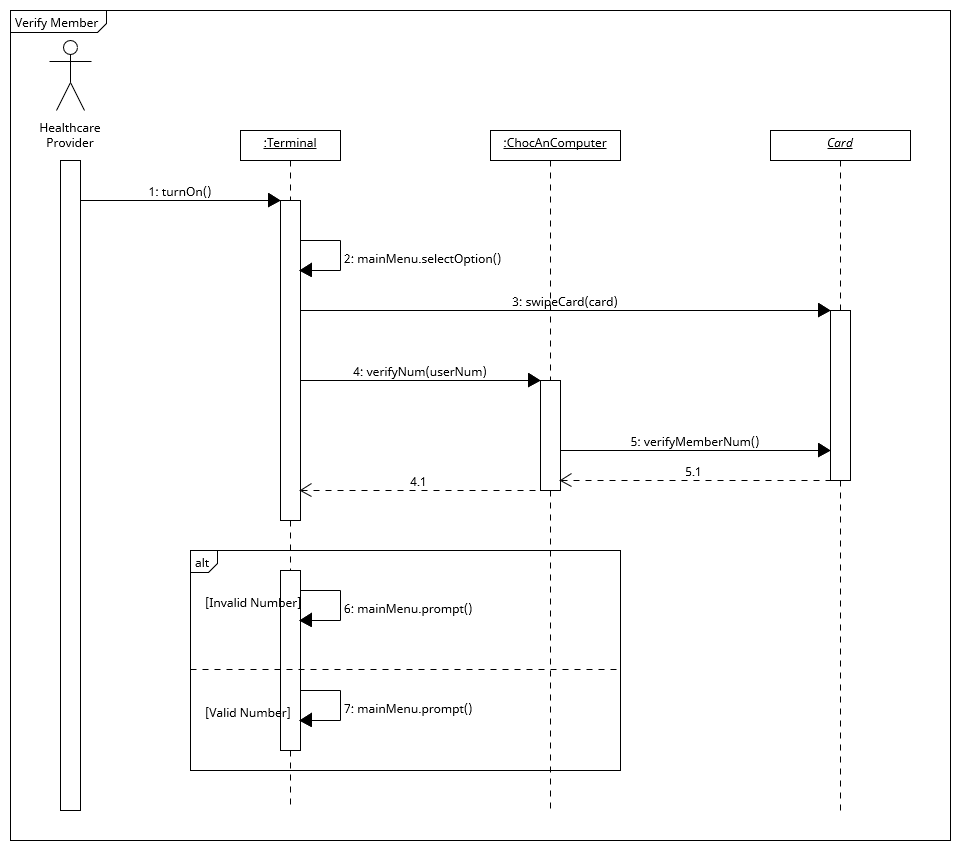 Verify Member
Healthcare
Provider
:Terminal
:ChocAnComputer
Card
1: turnOn()
2: mainMenu.selectOption()
3: swipeCard(card)
4: verifyNum(userNum)
5: verifyMemberNum()
5.1
4.1
alt
[Invalid Number]
6: mainMenu.prompt()
[Valid Number]
7: mainMenu.prompt()